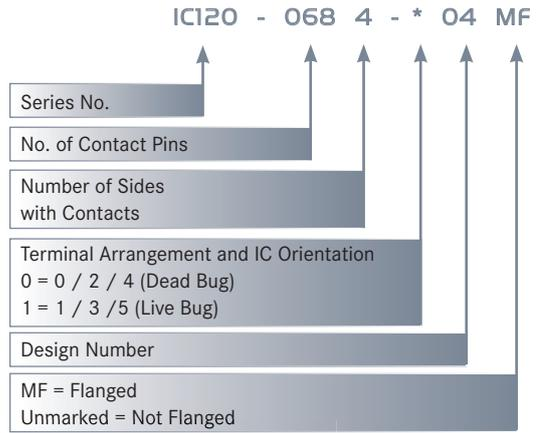 IC120 - 068 4 - * 04 MF
Series No.
No. of Contact Pins
Number of Sides
with Contacts
Terminal Arrangement and IC Orientation
0 = 0 / 2 / 4 (Dead Bug)
1 = 1 / 3 /5 (Live Bug)
Design Number
MF = Flanged
Unmarked = Not Flanged